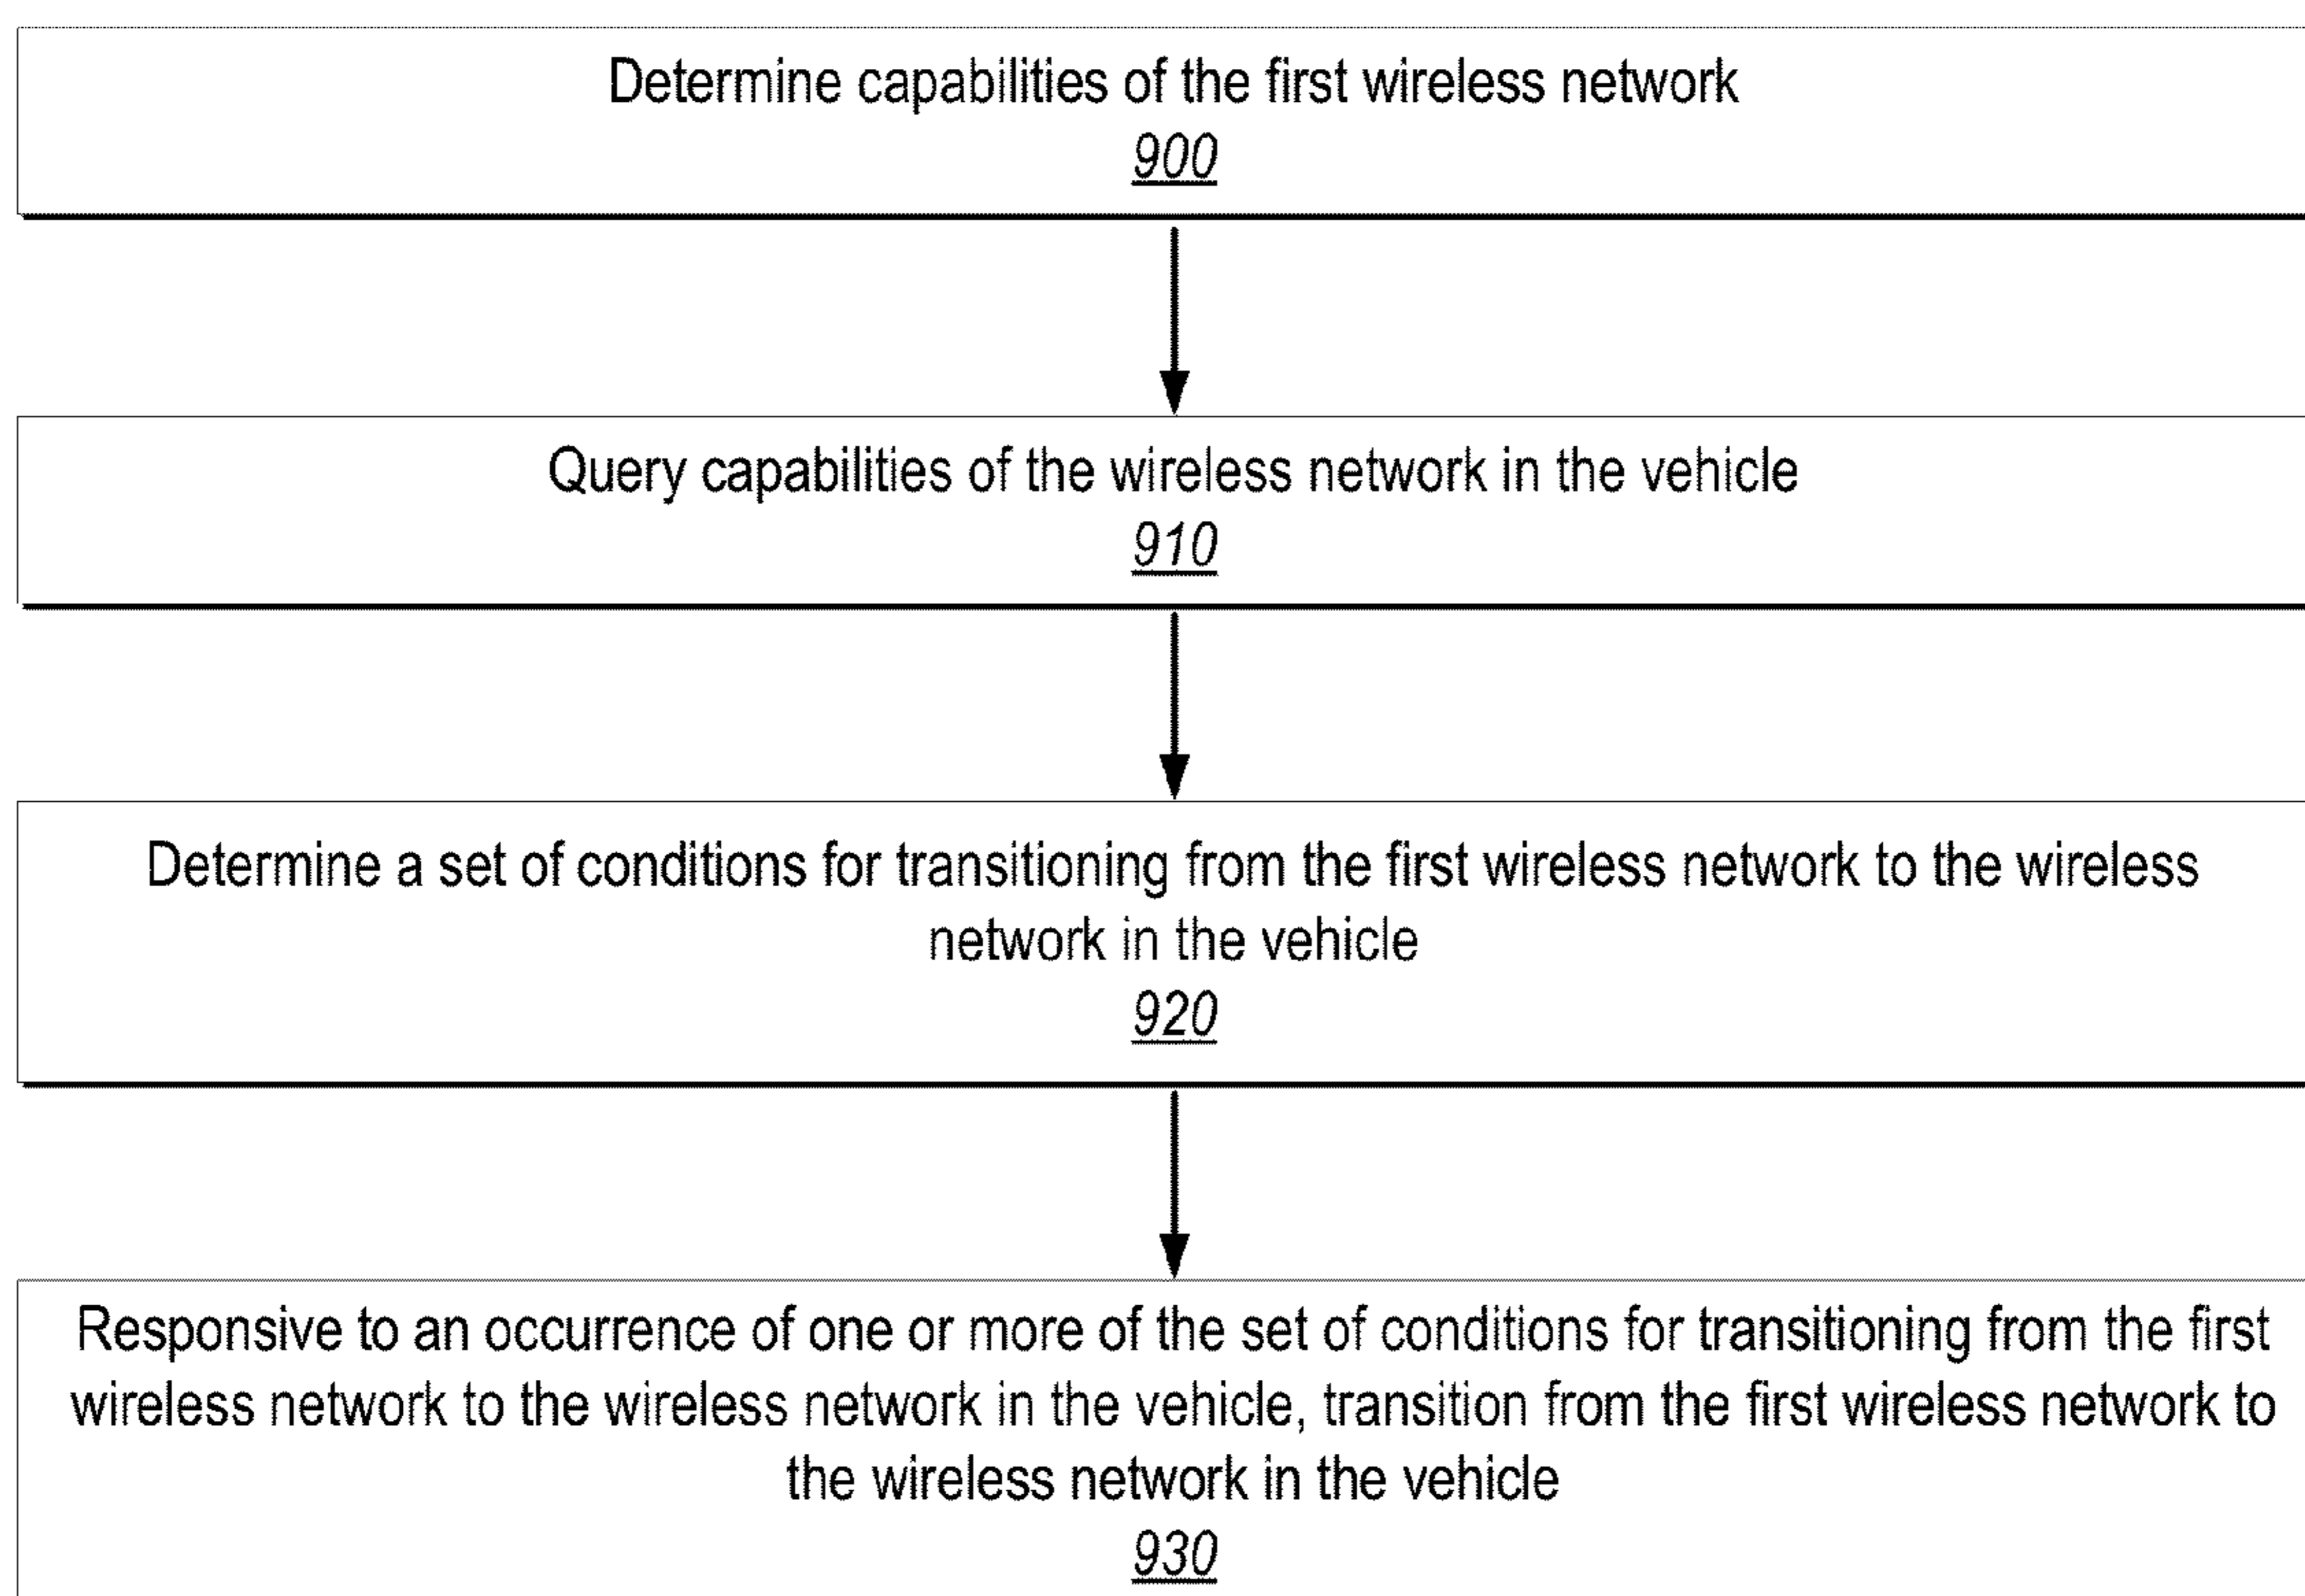 Determine capabilities of the first wireless network
900
Query capabilities of the wireless network in the vehicle
910
Determine a set of conditions for transitioning from the first wireless network to the wireless
network in the vehicle
920
Responsive to an occurrence of one or more of the set of conditions for transitioning from the first
wireless network to the wireless network in the vehicle, transition from the first wireless network to
the wireless network in the vehicle
930